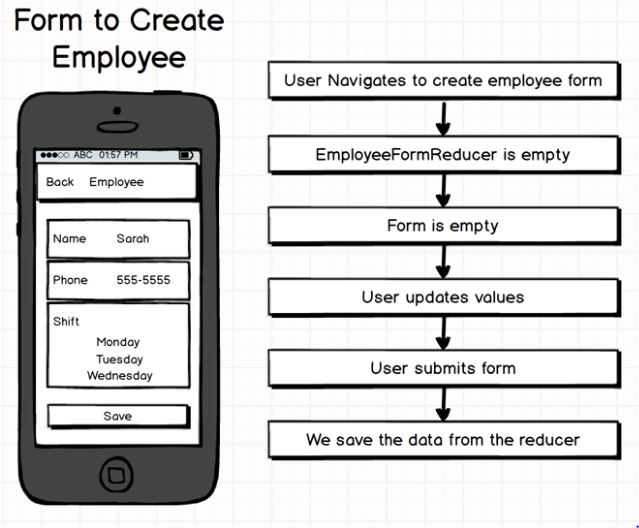 Form to Create
Employee
ABC 01:57 PM
Back Employee
Name Sarah
Phone 555-5555
Shift
Monday
Tuesday
Wednesday
Save
User Navigates to create employee form
EmployeeFormReducer is empty
Form is empty
User updates values
User submits form
We save the data from the reducer